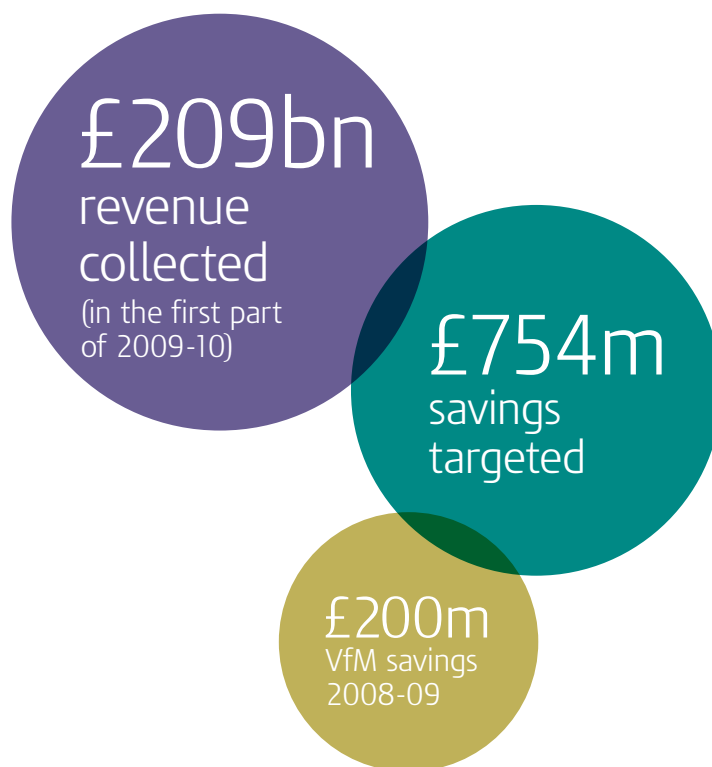 £209bn
revenue
collected
(in the first part
of 2009-10)
£754m
savings
targeted
£200m
VfM savings
2008-09